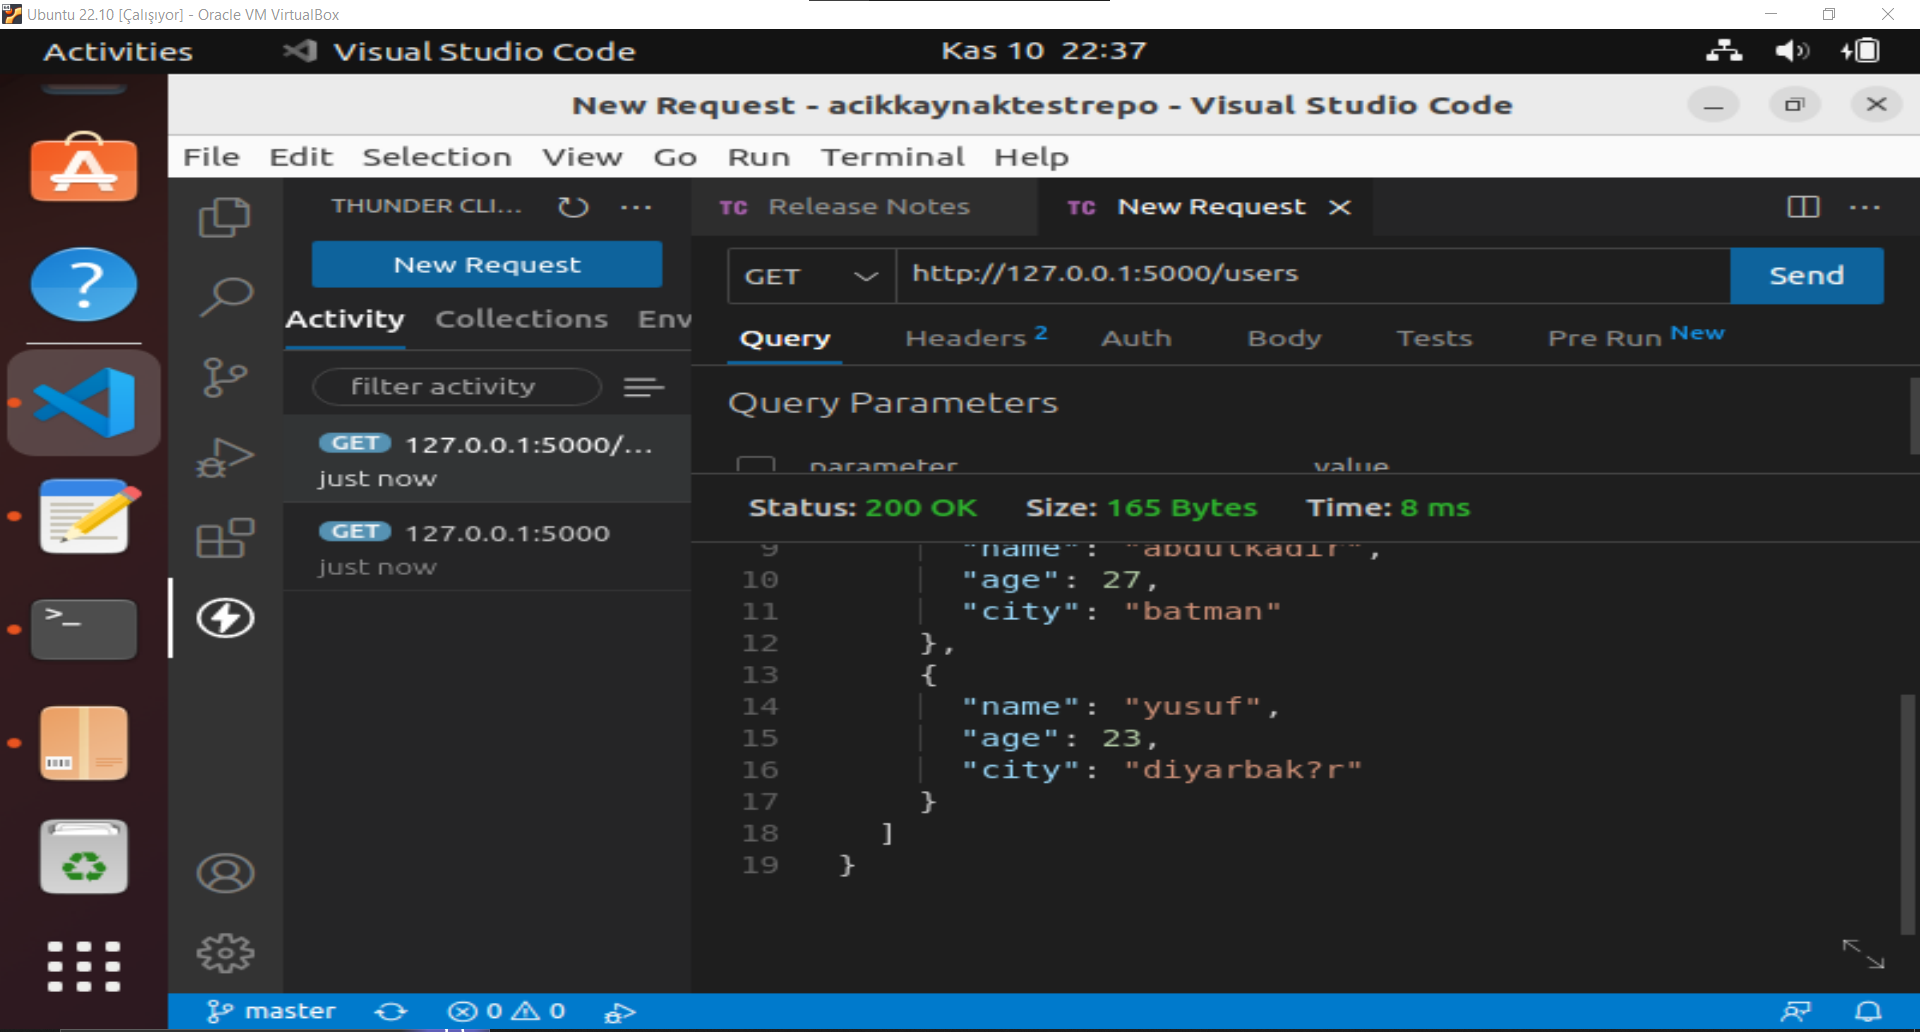 Ubuntu 22.10 [Çalışıyor] - Oracle VM VirtualBox
Activities Visual Studio Code Kas 10 22:37
New Request - acikkaynaktestrepo - Visual Studio Code
File Edit Selection View Go Run Terminal Help
THUNDER CLI... ...
New Request
Activity Collections Env
filter activity
GET 127.0.0.1:5000/...
just now
GET 127.0.0.1:5000
just now
TC Release Notes TC New Request
GET http://127.0.0.1:5000/users Send
Query Headers 2 Auth Body Tests Pre Run New
Query Parameters
parameter value
Status: 200 OK Size: 165 Bytes Time: 8 ms
9 "name": "abdulkadir",
10 "age": 27,
11 "city": "batman"
12 },
13 {
14 "name": "yusuf",
15 "age": 23,
16 "city": "diyarbak?r"
17 }
18 ]
19 }
master 0 0